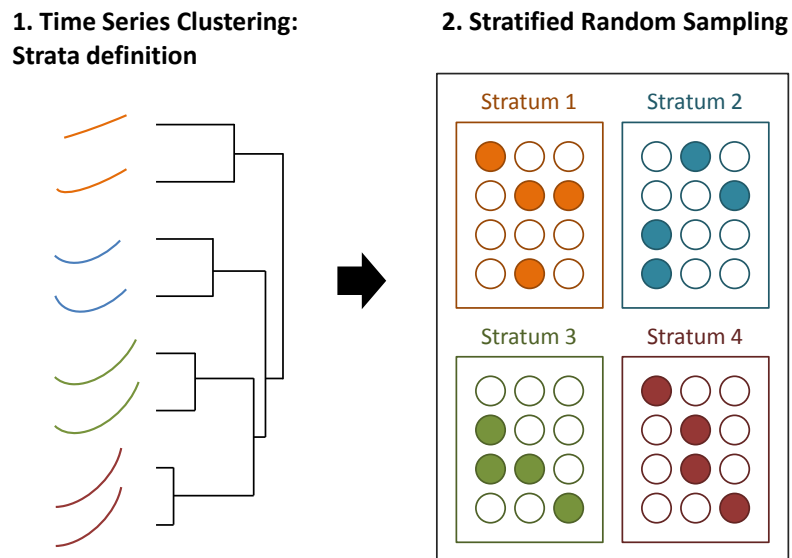 1. Time Series Clustering:
Strata definition
2. Stratified Random Sampling
Stratum 1
Stratum 2
Stratum 3
Stratum 4